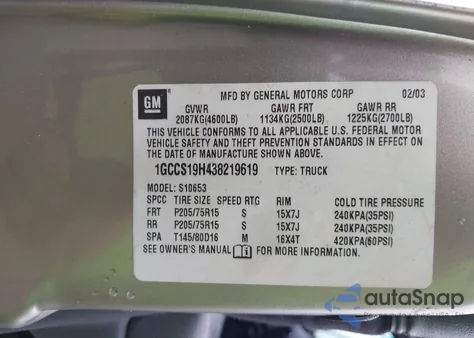 GM
MFD BY GENERAL MOTORS CORP 02/03
GVWR GAWR FRT GAWR RR
2087KG(4600LB) 1134KG(2500LB) 1225KG(2700LB)
THIS VEHICLE CONFORMS TO ALL APPLICABLE U.S. FEDERAL MOTOR
VEHICLE SAFETY AND THEFT PREVENTION STANDARDS IN EFFECT ON
THE DATE OF MANUFACTURE SHOWN ABOVE.
1GCCS19H438219619 TYPE: TRUCK
MODEL: S10653
SPCC TIRE SIZE SPEED RTG RIM COLD TIRE PRESSURE
FRT P205/75R15 S 15X7J 240KPA(35PSI)
RR P205/75R15 S 15X7J 240KPA(35PSI)
SPA T145/80D16 M 16X4T 420KPA(60PSI)
SEE OWNER'S MANUAL FOR MORE INFORMATION
autoSnap